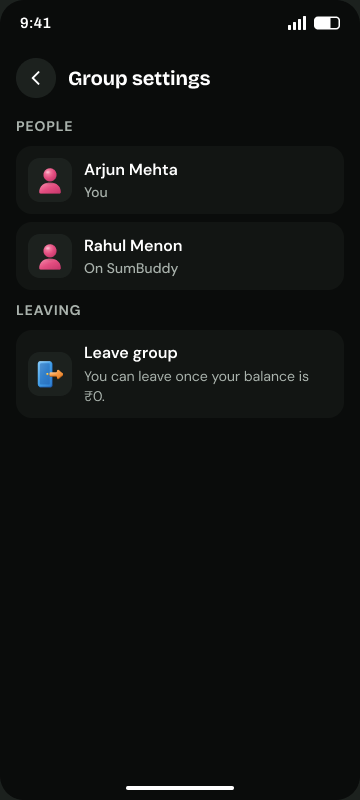 9:41
Group settings
PEOPLE
Arjun Mehta
You
Rahul Menon
On SumBuddy
LEAVING
Leave group
You can leave once your balance is
₹0.